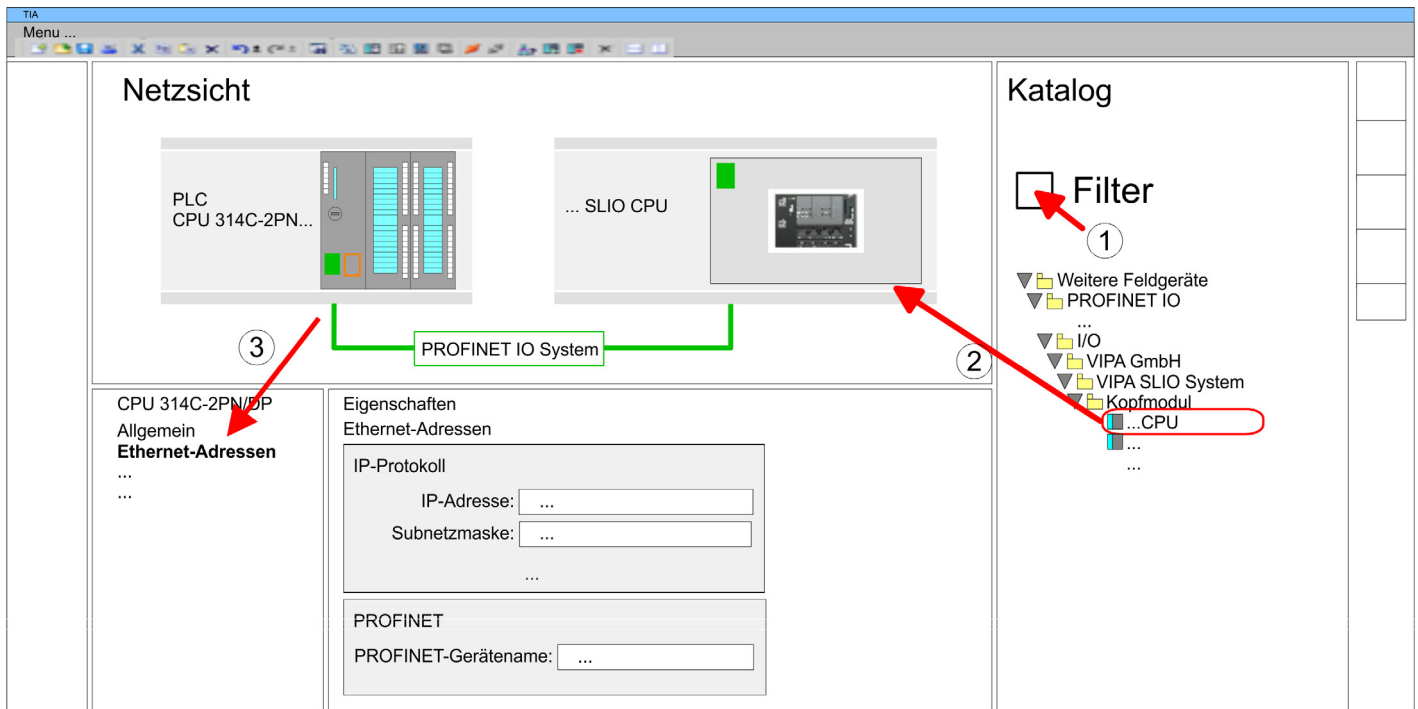 TIA
Menu ...
Netzsicht
PLC
CPU 314C-2PN...
... SLIO CPU
PROFINET IO System
3
2
Katalog
Filter
1
Weitere Feldgeräte
PROFINET IO
...
I/O
VIPA GmbH
VIPA SLIO System
Kopfmodul
...CPU
...
...
CPU 314C-2PN/DP
Allgemein
Ethernet-Adressen
...
...
Eigenschaften
Ethernet-Adressen
IP-Protokoll
IP-Adresse: ...
Subnetzmaske: ...
...
PROFINET
PROFINET-Gerätename: ...